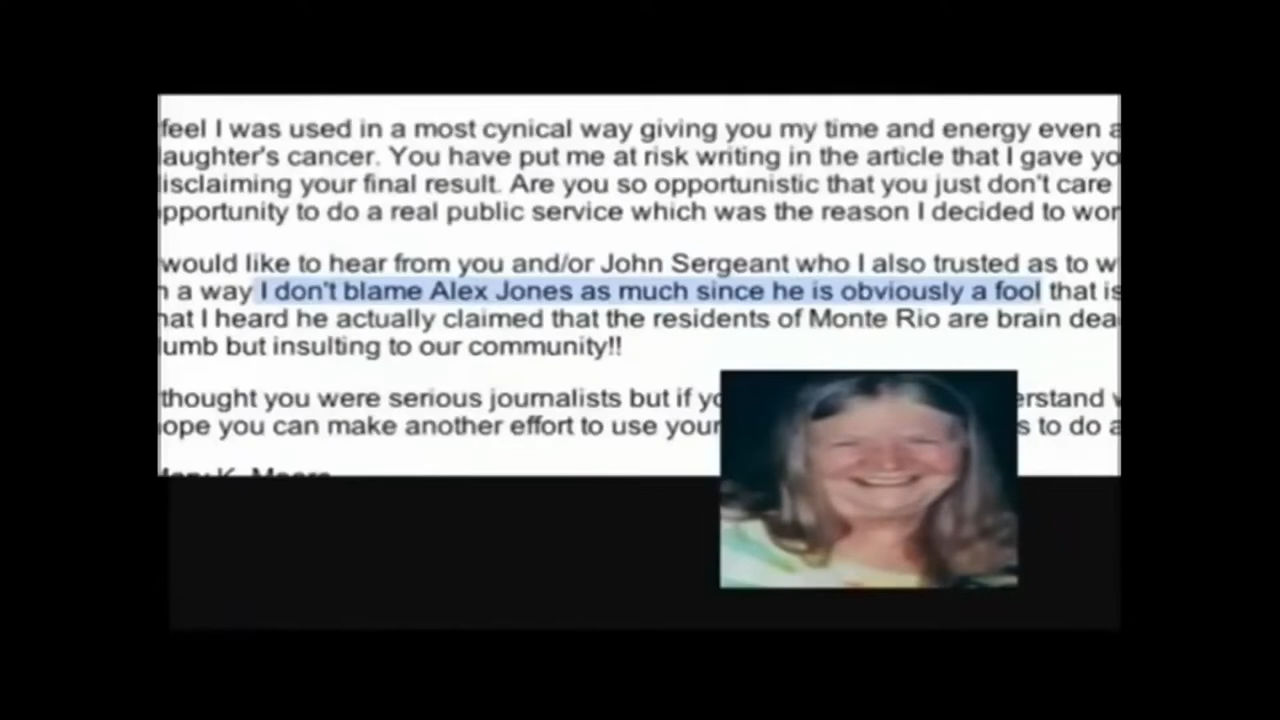 feel I was used in a most cynical way giving you my time and energy even a
aughter's cancer. You have put me at risk writing in the article that I gave yo
isclaiming your final result. Are you so opportunistic that you just don't care
pportunity to do a real public service which was the reason I decided to wor
would like to hear from you and/or John Sergeant who I also trusted as to w
n a way I don't blame Alex Jones as much since he is obviously a fool that is
hat I heard he actually claimed that the residents of Monte Rio are brain dea
umb but insulting to our community!!
thought you were serious journalists but if yo erstand
ope you can make another effort to use your s to do a
Mary K. Moore